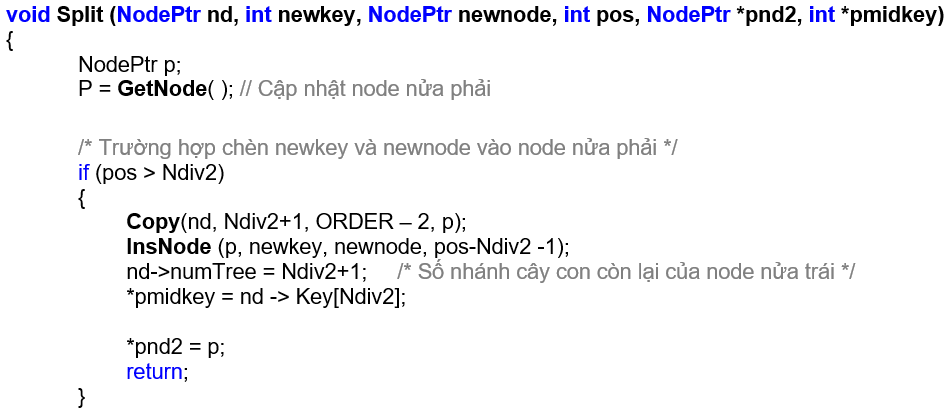 void Split (NodePtr nd, int newkey, NodePtr newnode, int pos, NodePtr *pnd2, int *pmidkey)
{
NodePtr p;
P = GetNode( ); // Cập nhật node nửa phải
/* Trường hợp chèn newkey và newnode vào node nửa phải */
if (pos > Ndiv2)
{
Copy(nd, Ndiv2+1, ORDER – 2, p);
InsNode (p, newkey, newnode, pos-Ndiv2 -1);
nd->numTree = Ndiv2+1; /* Số nhánh cây con còn lại của node nửa trái */
*pmidkey = nd -> Key[Ndiv2];
*pnd2 = p;
return;
}